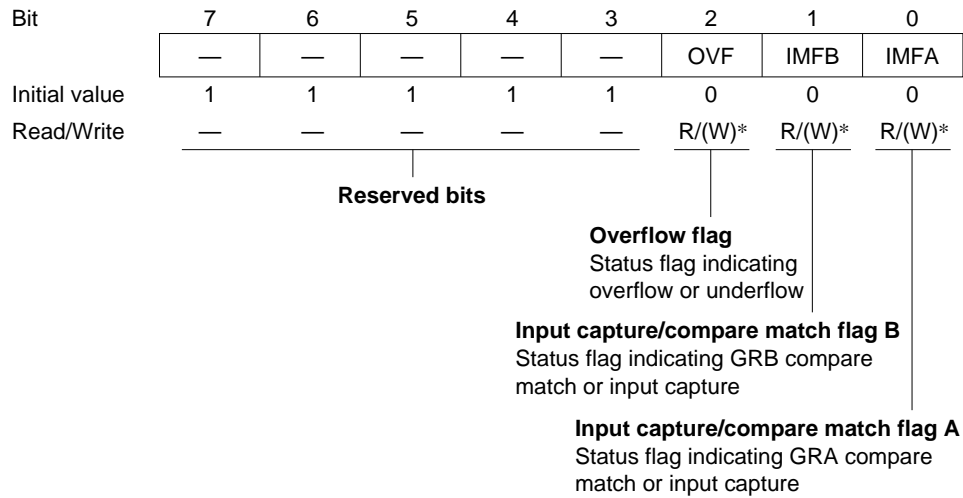 Bit 7 6 5 4 3 2 1 0
— — — — — OVF IMFB IMFA
Initial value 1 1 1 1 1 0 0 0
Read/Write — — — — — R/(W)* R/(W)* R/(W)*
Reserved bits
Overflow flag
Status flag indicating
overflow or underflow
Input capture/compare match flag B
Status flag indicating GRB compare
match or input capture
Input capture/compare match flag A
Status flag indicating GRA compare
match or input capture